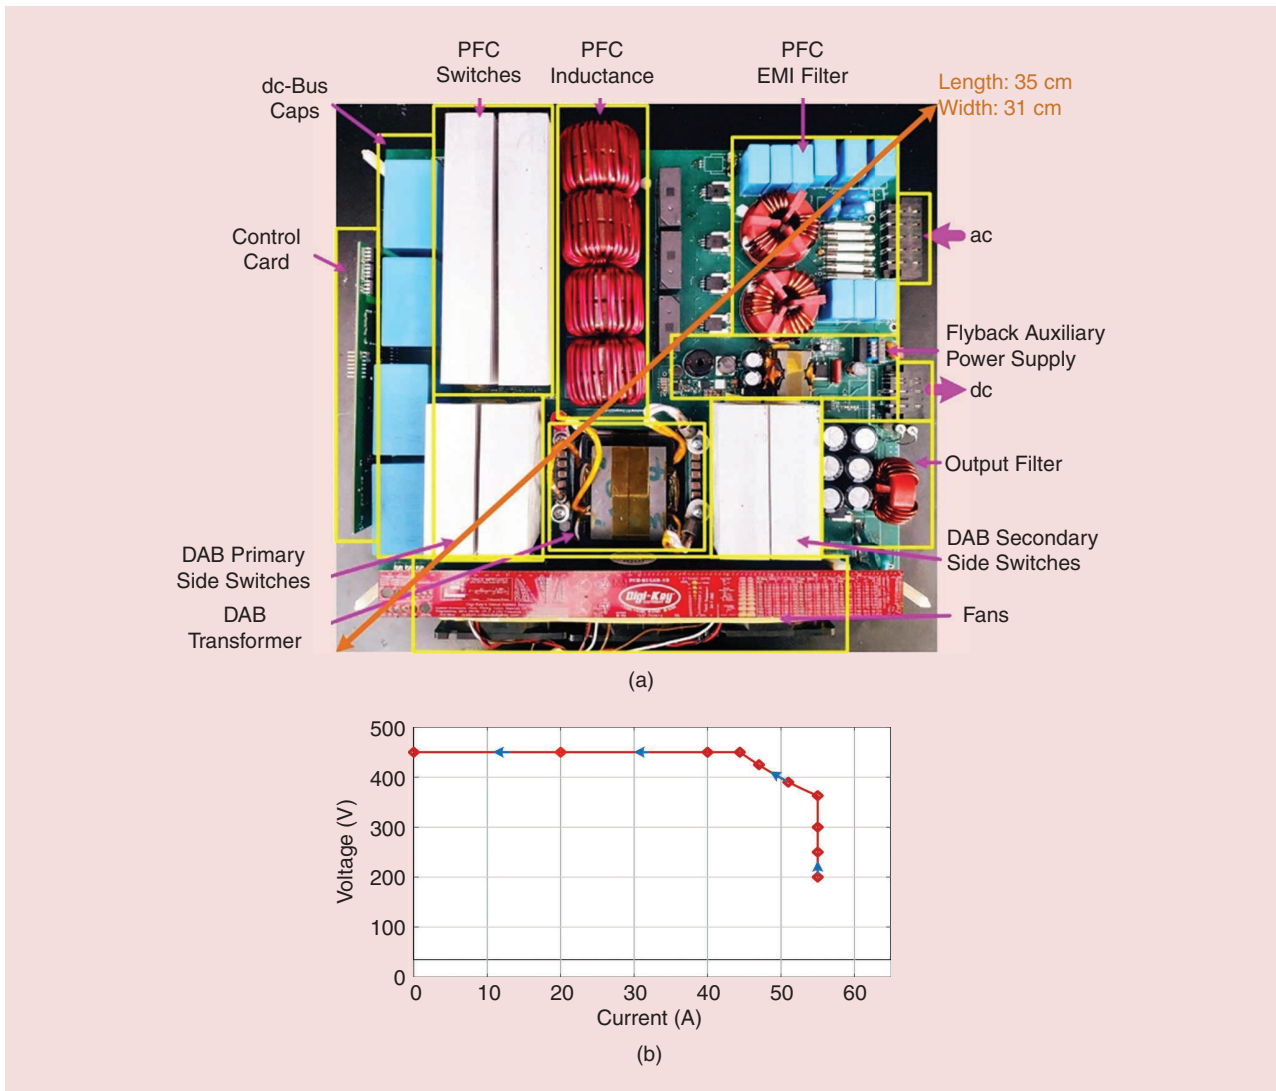 PFC
Switches
PFC
Inductance
PFC
EMI Filter
dc-Bus
Caps
Length: 35 cm
Width: 31 cm
Control
Card
ac
Flyback Auxiliary
Power Supply
dc
Output Filter
DAB Primary
Side Switches
DAB Secondary
Side Switches
DAB
Transformer
Digi-Key
Fans
(a)
500
400
300
200
100
0
Voltage (V)
0 10 20 30 40 50 60
Current (A)
(b)